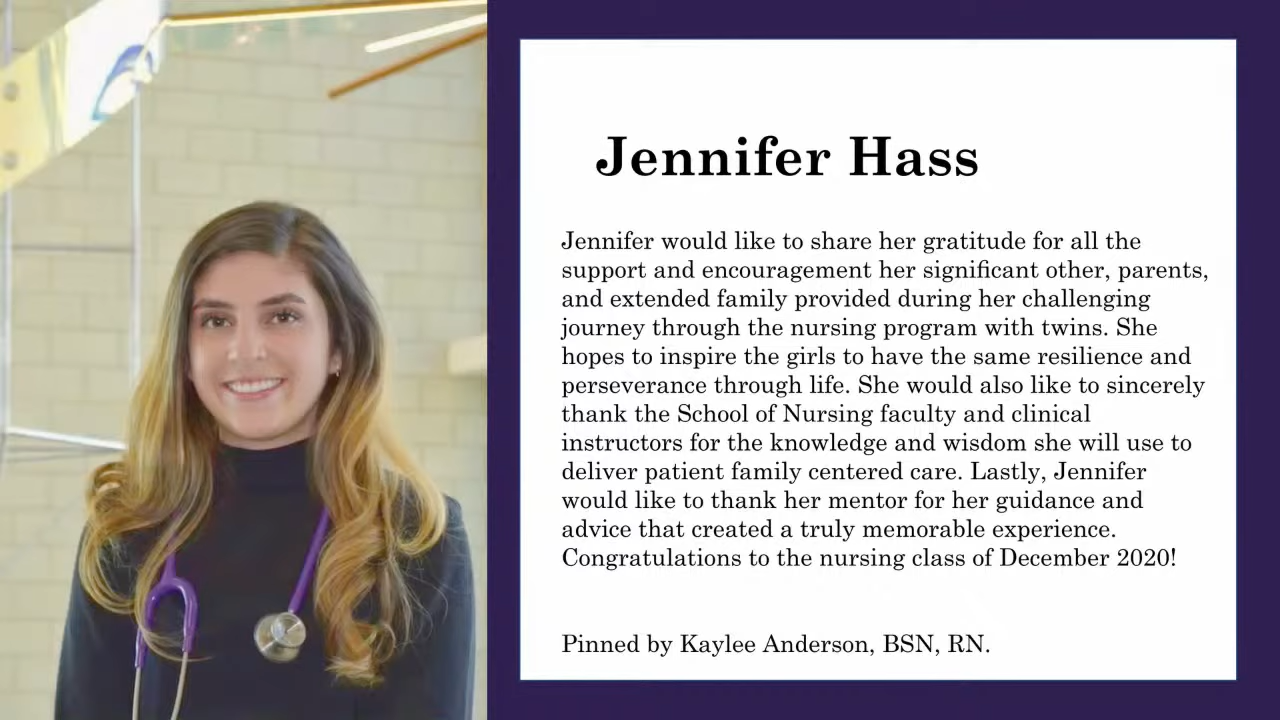 Jennifer Hass
Jennifer would like to share her gratitude for all the
support and encouragement her significant other, parents,
and extended family provided during her challenging
journey through the nursing program with twins. She
hopes to inspire the girls to have the same resilience and
perseverance through life. She would also like to sincerely
thank the School of Nursing faculty and clinical
instructors for the knowledge and wisdom she will use to
deliver patient family centered care. Lastly, Jennifer
would like to thank her mentor for her guidance and
advice that created a truly memorable experience.
Congratulations to the nursing class of December 2020!
Pinned by Kaylee Anderson, BSN, RN.